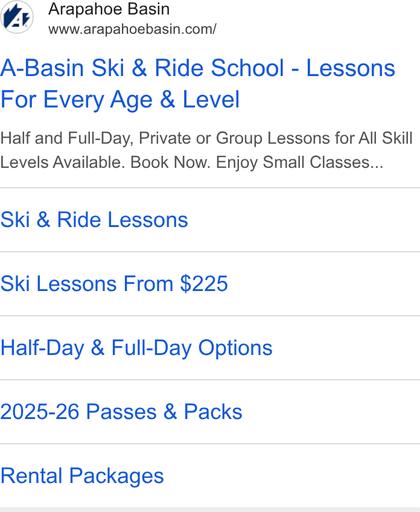 Arapahoe Basin
www.arapahoebasin.com/
A-Basin Ski & Ride School - Lessons
For Every Age & Level
Half and Full-Day, Private or Group Lessons for All Skill
Levels Available. Book Now. Enjoy Small Classes...
Ski & Ride Lessons
Ski Lessons From $225
Half-Day & Full-Day Options
2025-26 Passes & Packs
Rental Packages